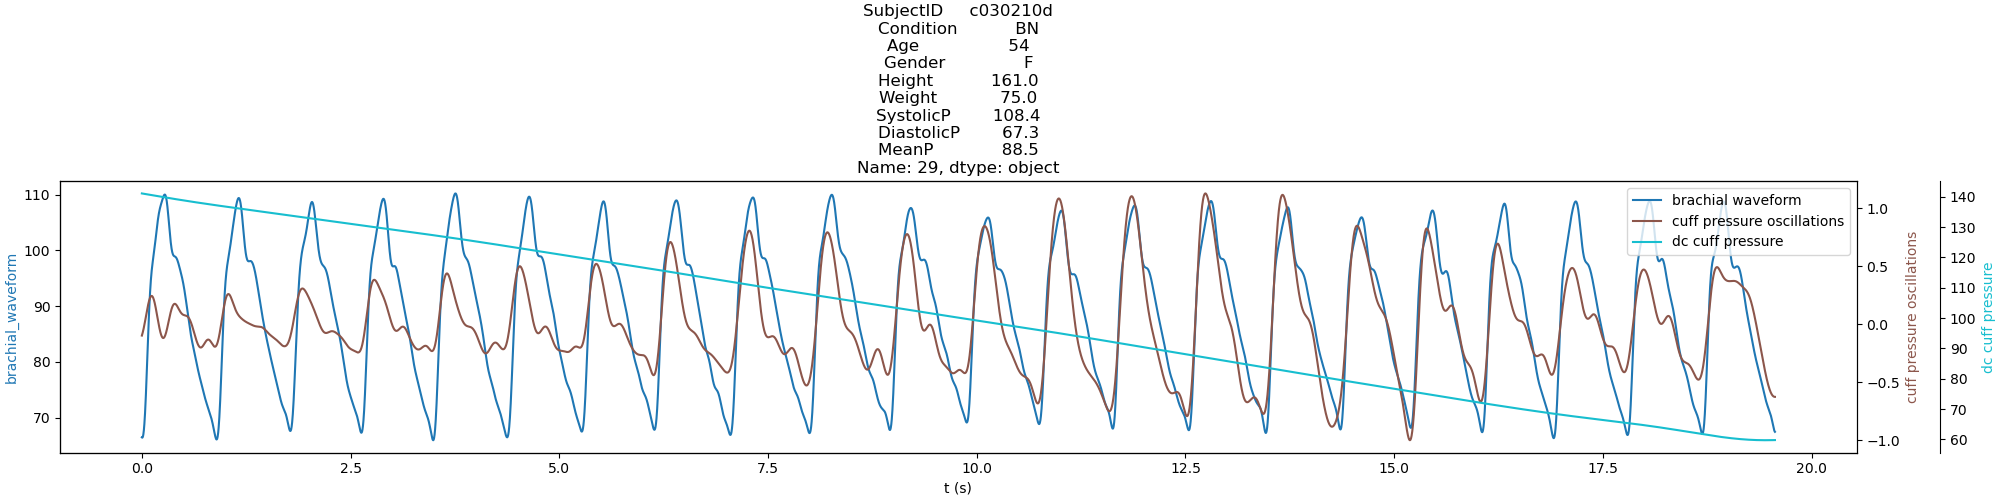 SubjectID c030210d
Condition BN
Age 54
Gender F
Height 161.0
Weight 75.0
SystolicP 108.4
DiastolicP 67.3
MeanP 88.5
Name: 29, dtype: object
brachial waveform
cuff pressure oscillations
dc cuff pressure
brachial_waveform
110
100
90
80
70
1.0
0.5
0.0
−0.5
−1.0
cuff pressure oscillations
140
130
120
110
100
90
80
70
60
dc cuff pressure
0.0 2.5 5.0 7.5 10.0 12.5 15.0 17.5 20.0
t (s)